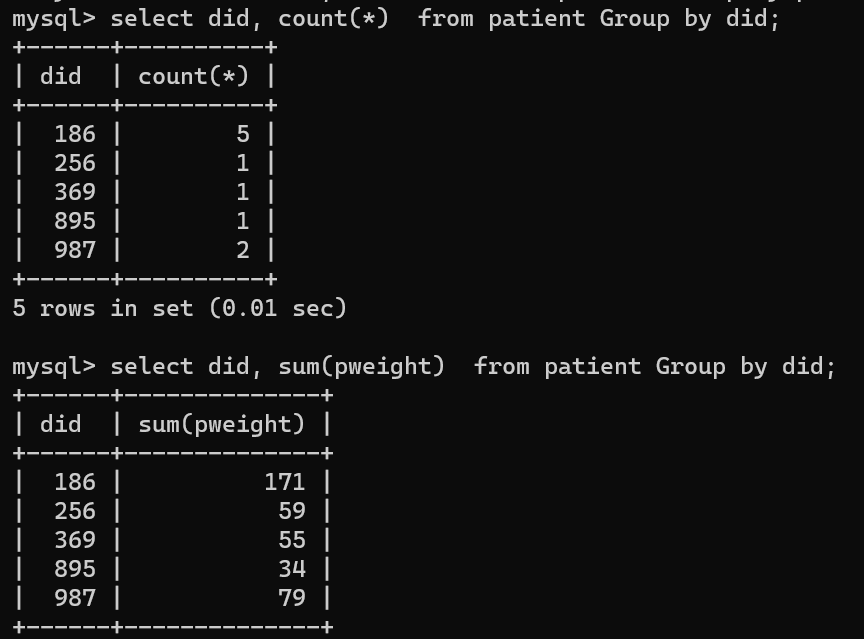 mysql> select did, count(*)  from patient Group by did;
+------+----------+
| did  | count(*) |
+------+----------+
|  186 |        5 |
|  256 |        1 |
|  369 |        1 |
|  895 |        1 |
|  987 |        2 |
+------+----------+
5 rows in set (0.01 sec)
mysql> select did, sum(pweight)  from patient Group by did;
+------+--------------+
| did  | sum(pweight) |
+------+--------------+
|  186 |          171 |
|  256 |           59 |
|  369 |           55 |
|  895 |           34 |
|  987 |           79 |
+------+--------------+